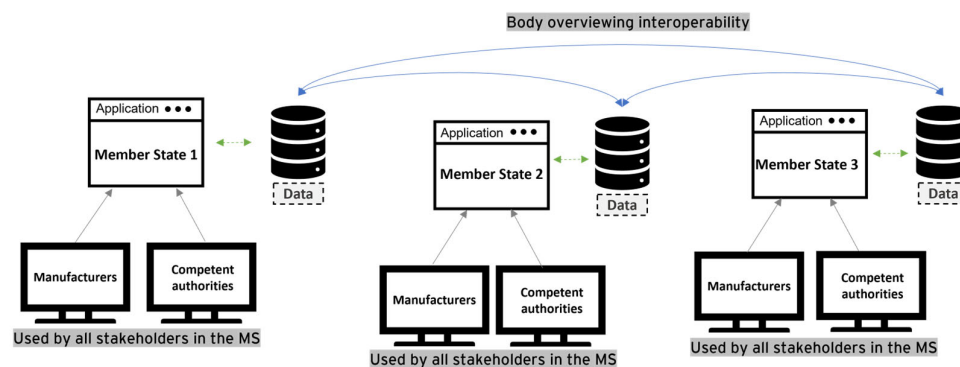 Body overviewing interoperability
Application
Member State 1
Data
Manufacturers
Competent
authorities
Used by all stakeholders in the MS
Application
Member State 2
Data
Manufacturers
Competent
authorities
Used by all stakeholders in the MS
Application
Member State 3
Data
Manufacturers
Competent
authorities
Used by all stakeholders in the MS